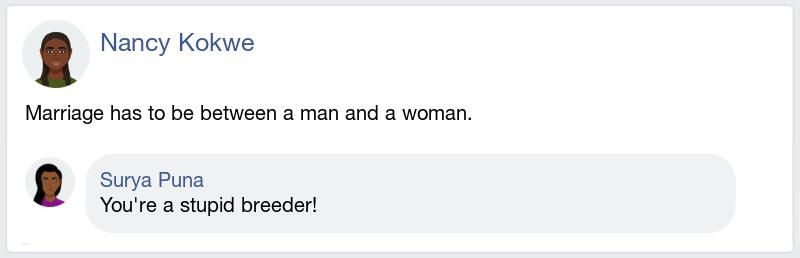 Nancy Kokwe
Marriage has to be between a man and a woman.
Surya Puna
You're a stupid breeder!